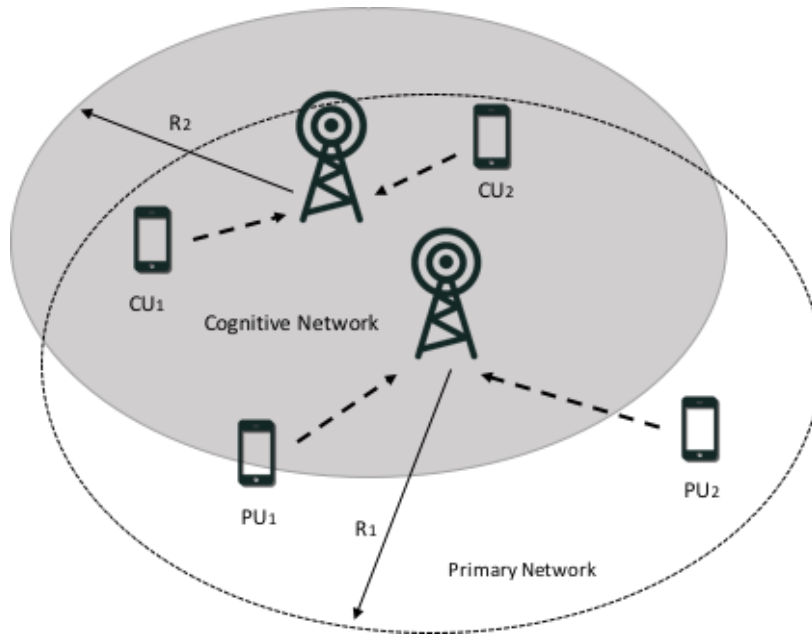 R2
CU2
CU1
Cognitive Network
PU1
PU2
R1
Primary Network